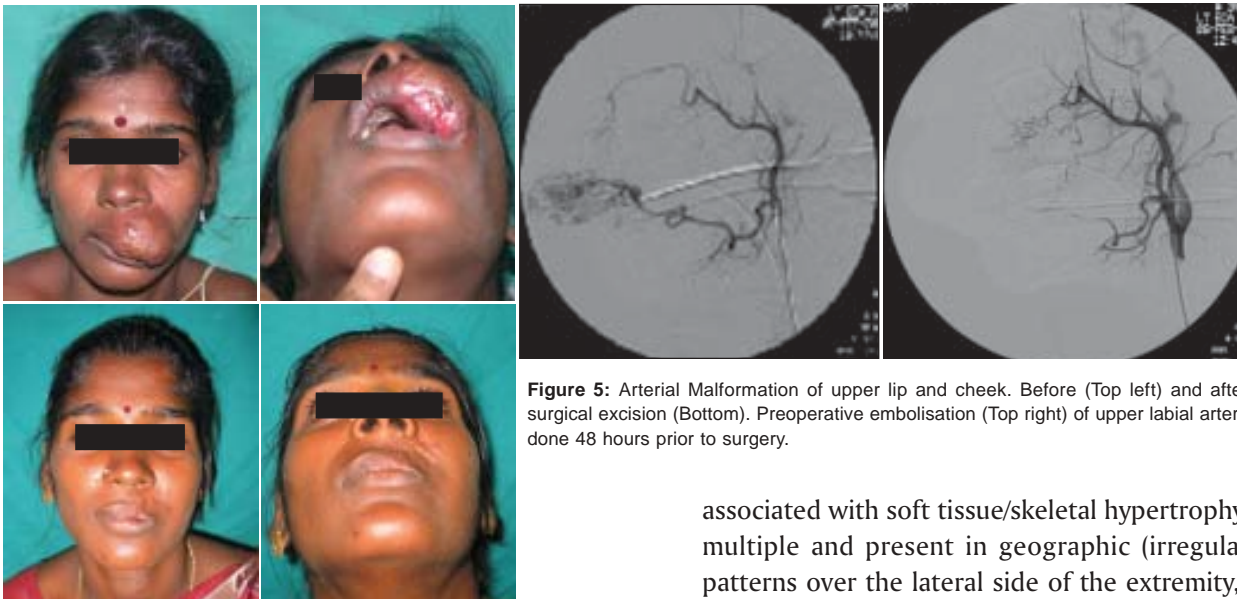 Figure 5: Arterial Malformation of upper lip and cheek. Before (Top left) and afte
surgical excision (Bottom). Preoperative embolisation (Top right) of upper labial arter
done 48 hours prior to surgery.
associated with soft tissue/skeletal hypertrophy
multiple and present in geographic (irregula
patterns over the lateral side of the extremity,